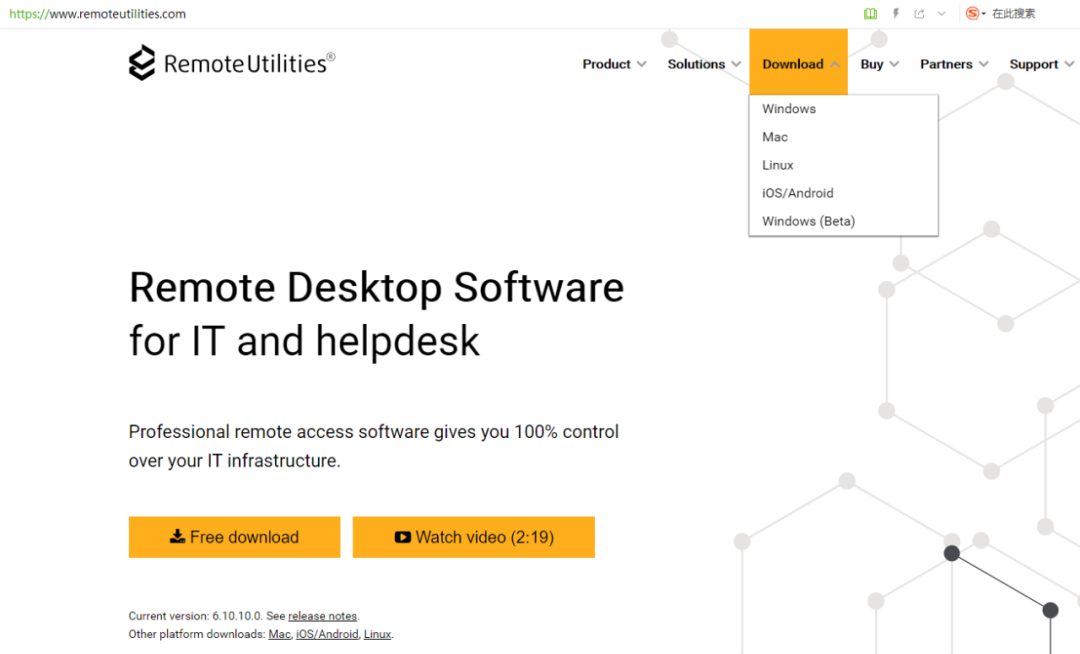 https://www.remoteutilities.com
在此搜索
Remote Utilities®
Product
Solutions
Download
Buy
Partners
Support
Windows
Mac
Linux
iOS/Android
Windows (Beta)
Remote Desktop Software
for IT and helpdesk
Professional remote access software gives you 100% control
over your IT infrastructure.
Free download
Watch video (2:19)
Current version: 6.10.10.0. See release notes.
Other platform downloads: Mac, iOS/Android, Linux.